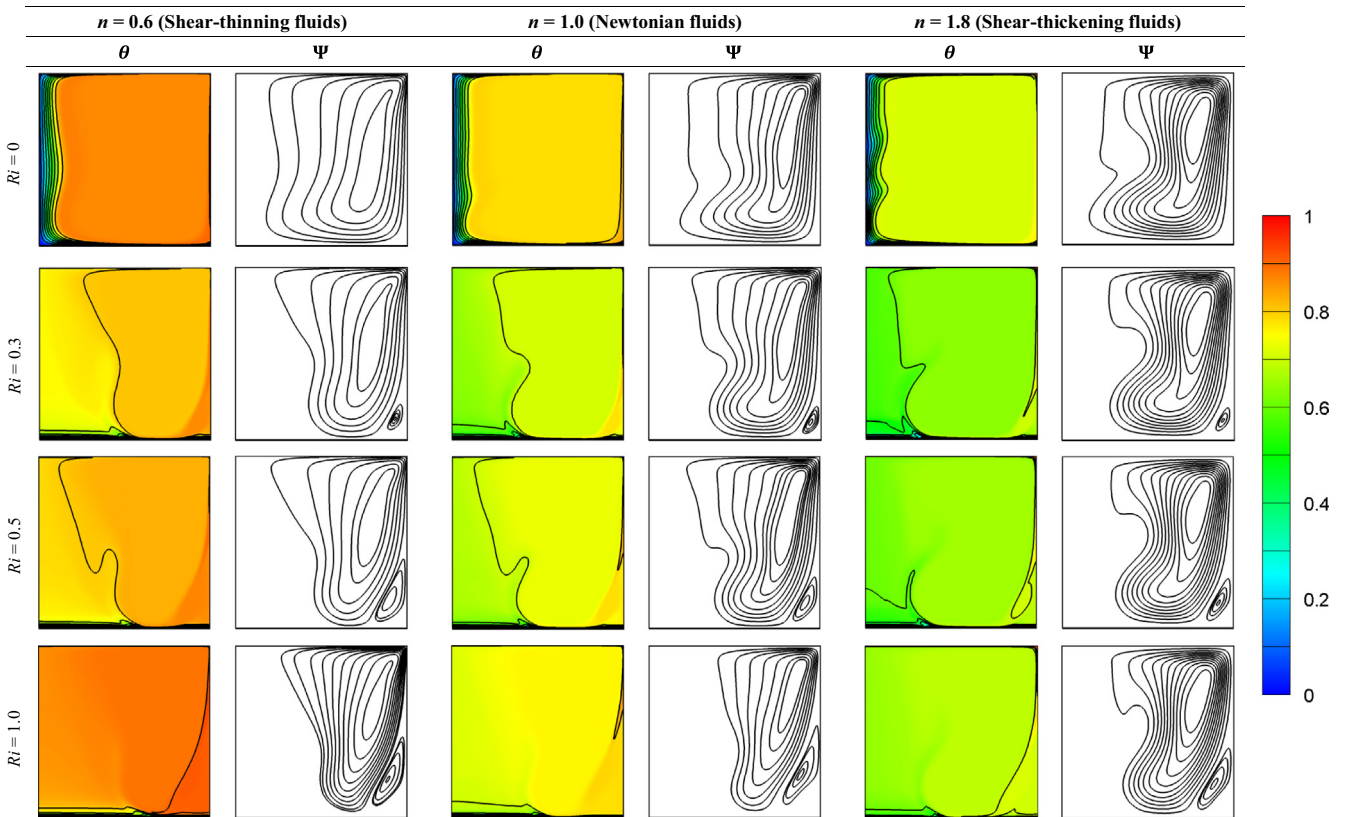 n = 0.6 (Shear-thinning fluids) n = 1.0 (Newtonian fluids) n = 1.8 (Shear-thickening fluids)
θ Ψ θ Ψ θ Ψ
Ri = 0
Ri = 0.3
Ri = 0.5
Ri = 1.0
1
0.8
0.6
0.4
0.2
0